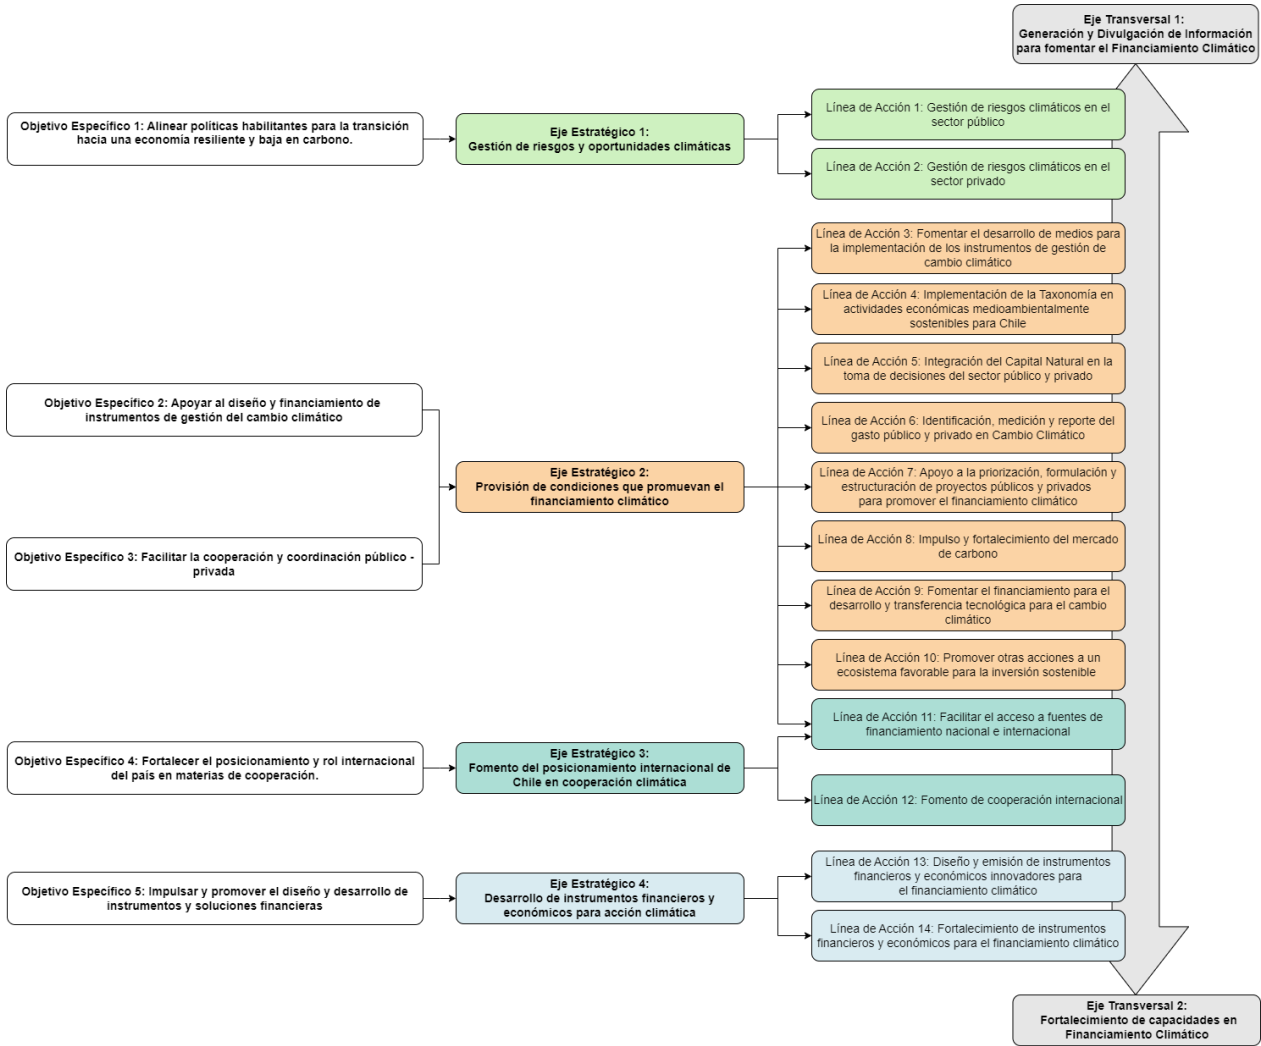 Eje Transversal 1:
Generación y Divulgación de Información
para fomentar el Financiamiento Climático
Objetivo Específico 1: Alinear políticas habilitantes para la transición
hacia una economía resiliente y baja en carbono.
Eje Estratégico 1:
Gestión de riesgos y oportunidades climáticas
Línea de Acción 1: Gestión de riesgos climáticos en el
sector público
Línea de Acción 2: Gestión de riesgos climáticos en el
sector privado
Objetivo Específico 2: Apoyar al diseño y financiamiento de
instrumentos de gestión del cambio climático
Objetivo Específico 3: Facilitar la cooperación y coordinación público -
privada
Eje Estratégico 2:
Provisión de condiciones que promuevan el
financiamiento climático
Línea de Acción 3: Fomentar el desarrollo de medios para
la implementación de los instrumentos de gestión de
cambio climático
Línea de Acción 4: Implementación de la Taxonomía en
actividades económicas medioambientalmente
sostenibles para Chile
Línea de Acción 5: Integración del Capital Natural en la
toma de decisiones del sector público y privado
Línea de Acción 6: Identificación, medición y reporte del
gasto público y privado en Cambio Climático
Línea de Acción 7: Apoyo a la priorización, formulación y
estructuración de proyectos públicos y privados
para promover el financiamiento climático
Línea de Acción 8: Impulso y fortalecimiento del mercado
de carbono
Línea de Acción 9: Fomentar el financiamiento para el
desarrollo y transferencia tecnológica para el cambio
climático
Línea de Acción 10: Promover otras acciones a un
ecosistema favorable para la inversión sostenible
Objetivo Específico 4: Fortalecer el posicionamiento y rol internacional
del país en materias de cooperación.
Eje Estratégico 3:
Fomento del posicionamiento internacional de
Chile en cooperación climática
Línea de Acción 11: Facilitar el acceso a fuentes de
financiamiento nacional e internacional
Línea de Acción 12: Fomento de cooperación internacional
Objetivo Específico 5: Impulsar y promover el diseño y desarrollo de
instrumentos y soluciones financieras
Eje Estratégico 4:
Desarrollo de instrumentos financieros y
económicos para acción climática
Línea de Acción 13: Diseño y emisión de instrumentos
financieros y económicos innovadores para
el financiamiento climático
Línea de Acción 14: Fortalecimiento de instrumentos
financieros y económicos para el financiamiento climático
Eje Transversal 2:
Fortalecimiento de capacidades en
Financiamiento Climático